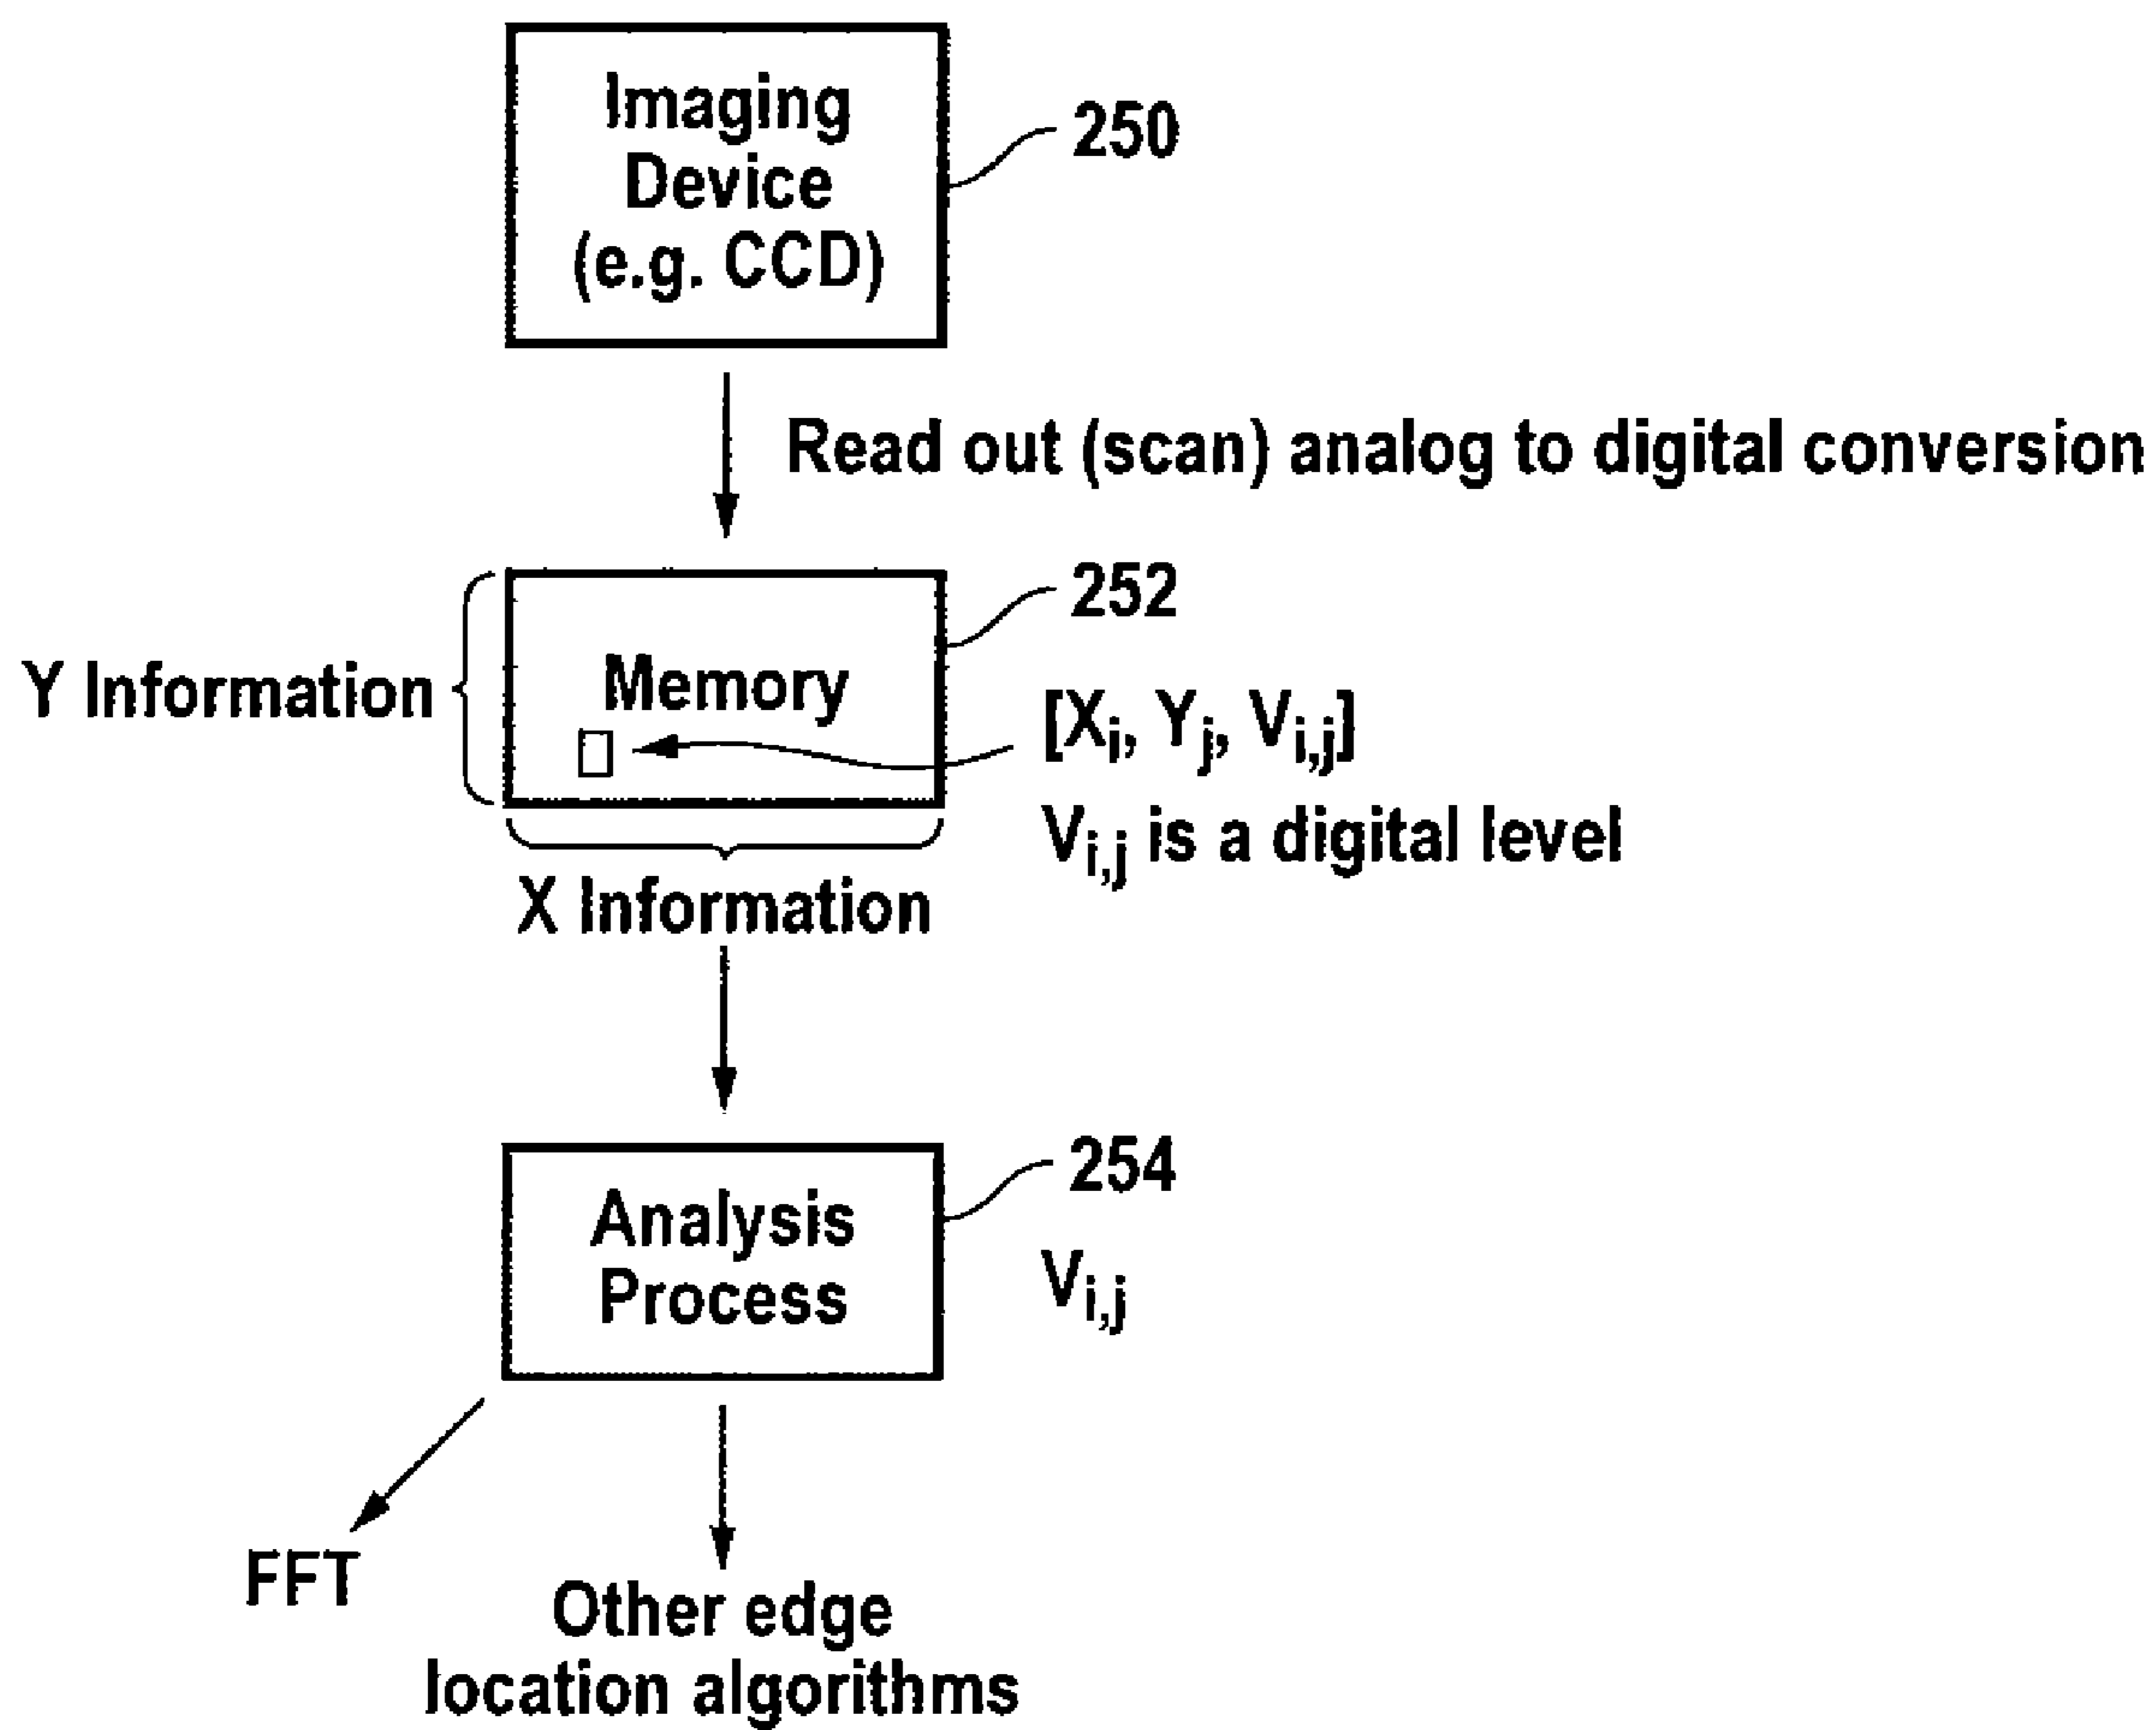 Imaging
Device
(e.g. CCD)
250
Read out (scan) analog to digital conversion
252
Y Information
Memory
[Xi, Yj, Vi,j]
Vi,j is a digital level
X Information
254
Analysis
Process
Vi,j
FFT
Other edge
location algorithms